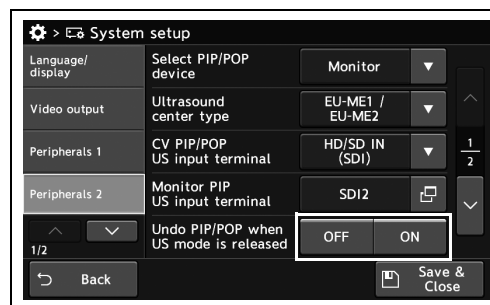 > System setup
Language/
display
Video output
Peripherals 1
Peripherals 2
1/2
Select PIP/POP
device
Monitor
Ultrasound
center type
EU-ME1 /
EU-ME2
CV PIP/POP
US input terminal
HD/SD IN
(SDI)
Monitor PIP
US input terminal
SDI2
Undo PIP/POP when
US mode is released
OFF
ON
1
2
Back
Save &
Close